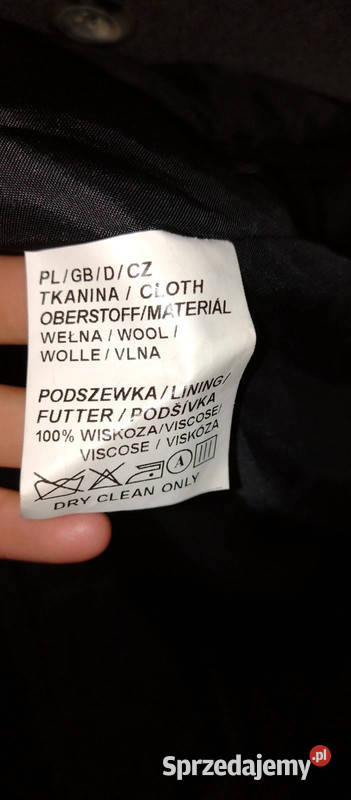 PL/GB/D/CZ
TKANINA / CLOTH
OBERSTOFF/MATERIÁL
WEŁNA / WOOL /
WOLLE / VLNA
PODSZEWKA / LINING/
FUTTER / PODŠÍVKA
100% WISKOZA/VISCOSE/
VISCOSE / VISKÓZA
A
DRY CLEAN ONLY
Sprzedajemy.pl